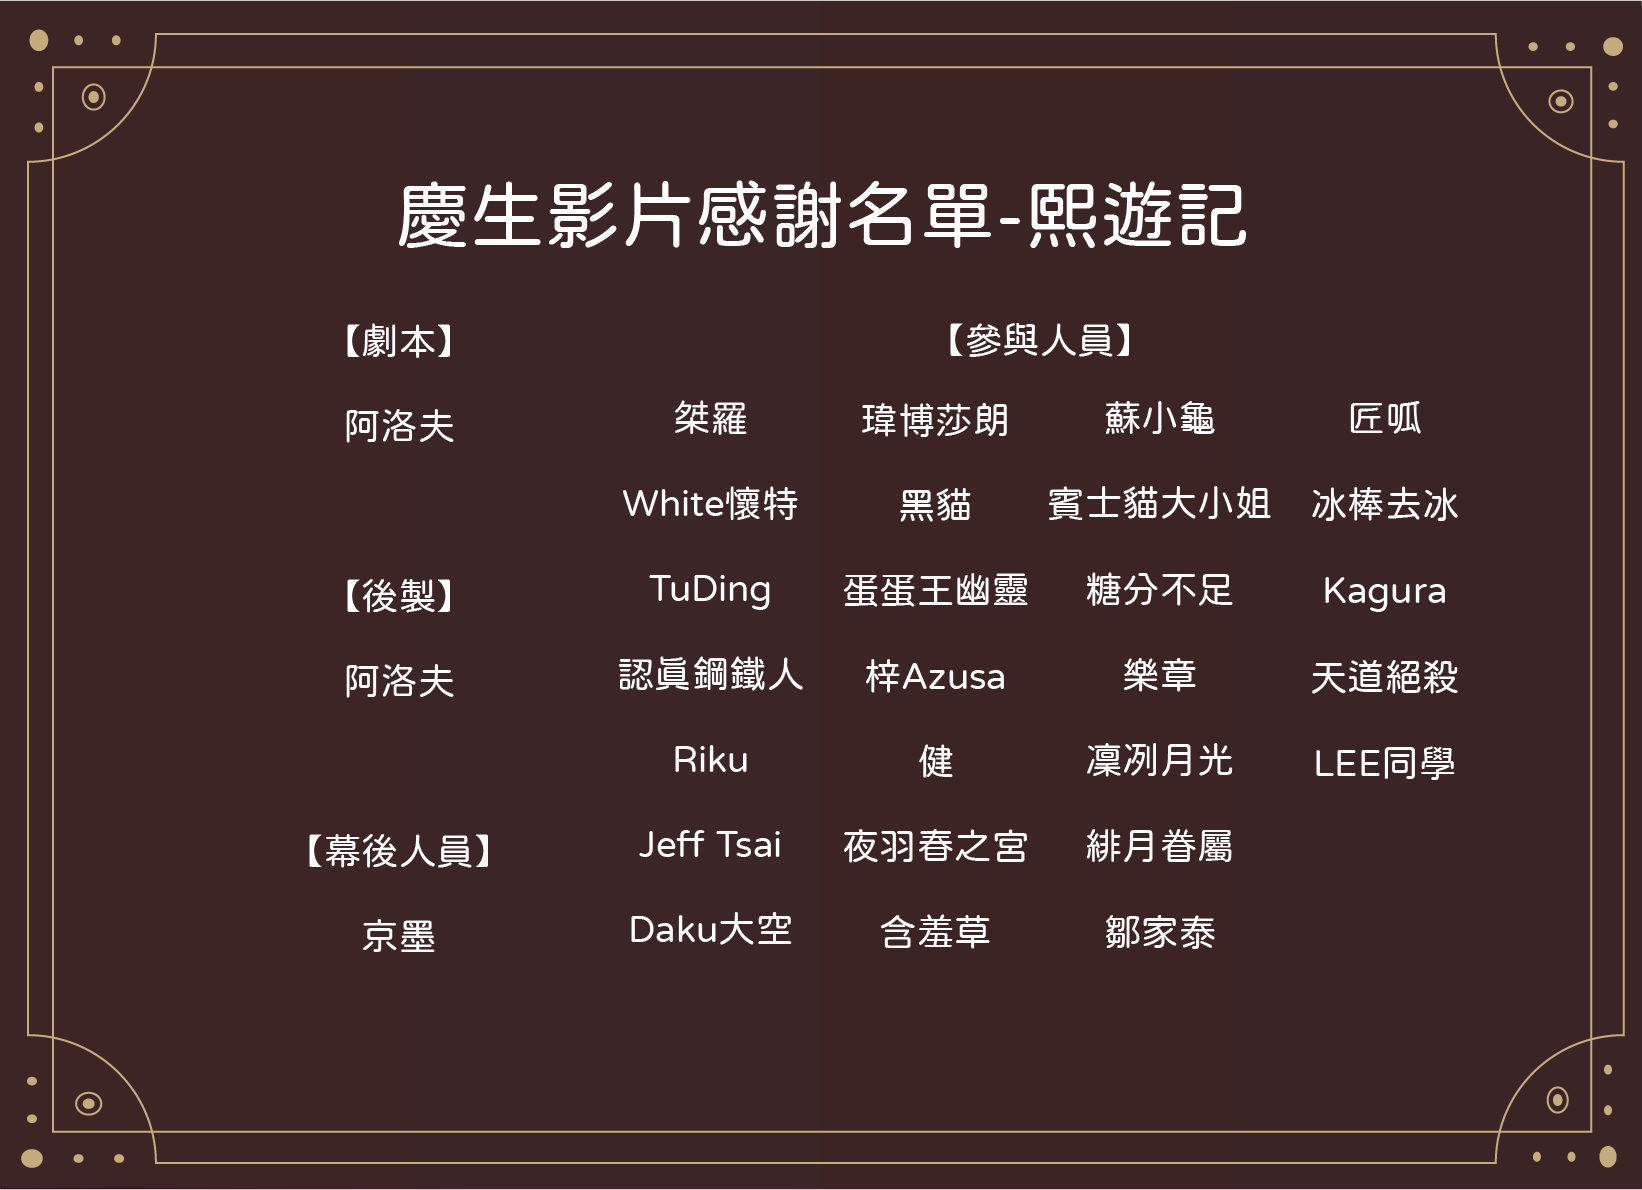 慶生影片感謝名單-熙遊記
【劇本】
阿洛夫
【後製】
阿洛夫
【幕後人員】
京墨
【參與人員】
桀羅 瑋博莎朗 蘇小龜 匠呱
White懷特 黑貓 賓士貓大小姐 冰棒去冰
TuDing 蛋蛋王幽靈 糖分不足 Kagura
認真鋼鐵人 梓Azusa 樂章 天道絕殺
Riku 健 凜冽月光 LEE同學
Jeff Tsai 夜羽春之宮 緋月眷屬
Daku大空 含羞草 鄒家泰